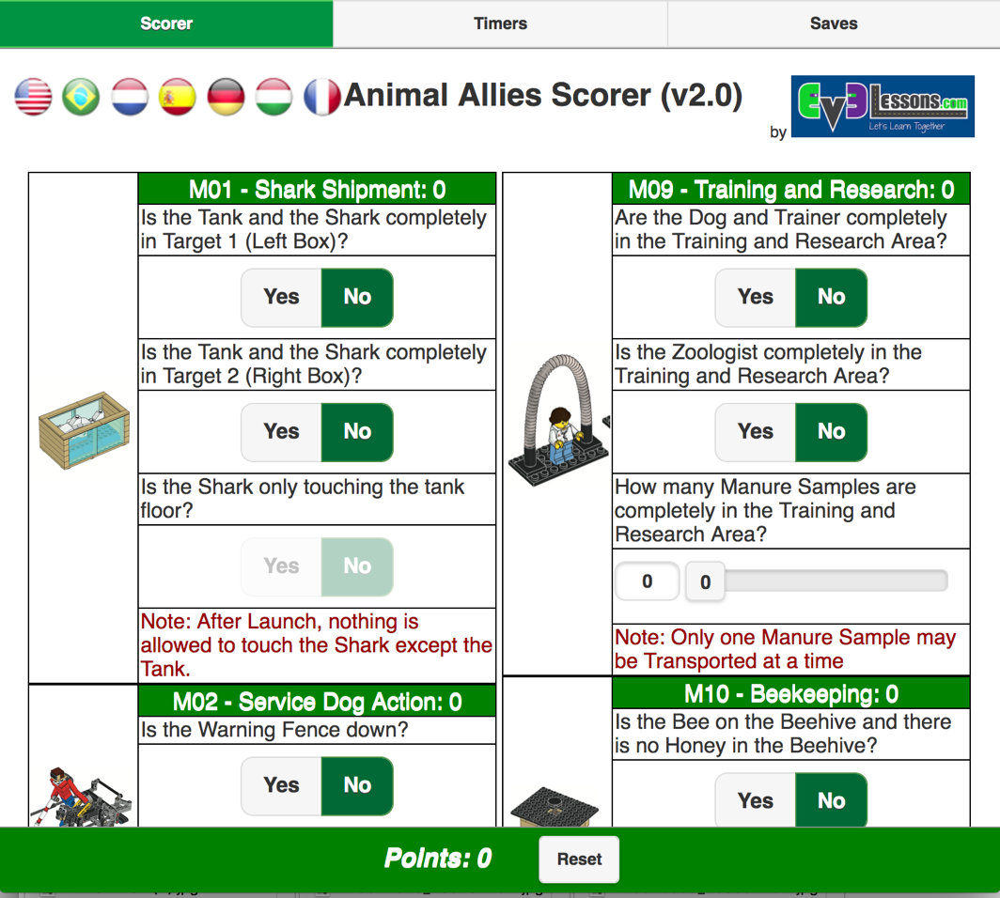 Scorer
Timers
Saves
Animal Allies Scorer (v2.0)
by
EV3Lessons.com
Let's Learn Together
M01 - Shark Shipment: 0
Is the Tank and the Shark completely
in Target 1 (Left Box)?
Yes No
Is the Tank and the Shark completely
in Target 2 (Right Box)?
Yes No
Is the Shark only touching the tank
floor?
Yes No
Note: After Launch, nothing is
allowed to touch the Shark except the
Tank.
M02 - Service Dog Action: 0
Is the Warning Fence down?
Yes No
M09 - Training and Research: 0
Are the Dog and Trainer completely
in the Training and Research Area?
Yes No
Is the Zoologist completely in the
Training and Research Area?
Yes No
How many Manure Samples are
completely in the Training and
Research Area?
0 0
Note: Only one Manure Sample may
be Transported at a time
M10 - Beekeeping: 0
Is the Bee on the Beehive and there
is no Honey in the Beehive?
Yes No
Points: 0
Reset